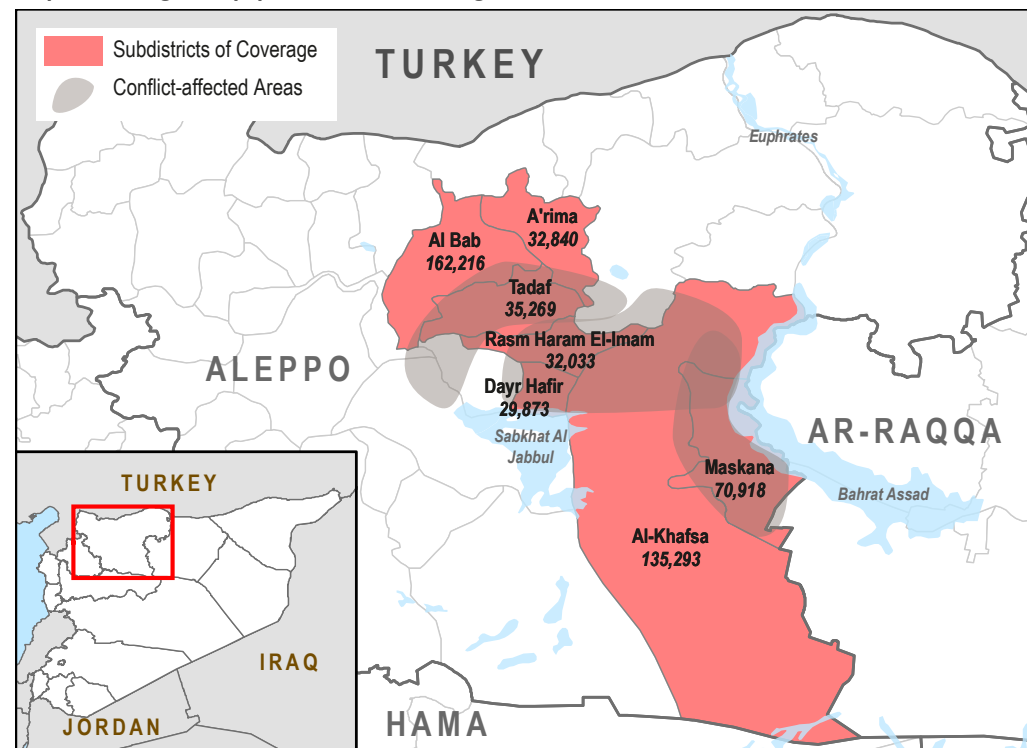 Subdistricts of Coverage
Conflict-affected Areas
TURKEY
Euphrates
A'rima
32,840
Al Bab
162,216
Tadaf
35,269
Rasm Haram El-Imam
32,033
ALEPPO
Dayr Hafir
29,873
Sabkhat Al
Jabbul
AR-RAQQA
Maskana
70,918
Bahrat Assad
Al-Khafsa
135,293
HAMA
TURKEY
IRAQ
JORDAN